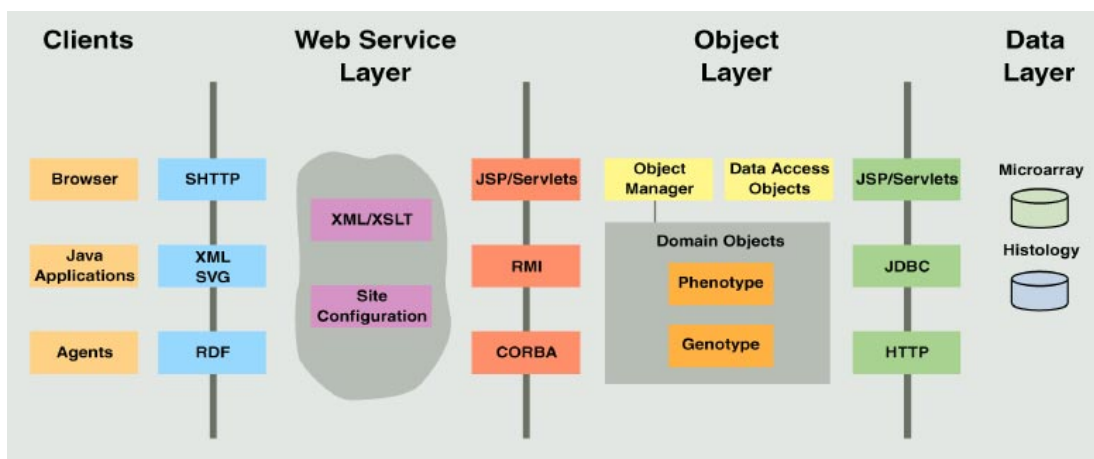 Clients
Web Service
Layer
Object
Layer
Data
Layer
Browser
SHTTP
JSP/Servlets
Object
Manager
Data Access
Objects
JSP/Servlets
Microarray
XML/XSLT
Java
Applications
XML
SVG
RMI
Domain Objects
Phenotype
JDBC
Histology
Site
Configuration
Agents
RDF
CORBA
Genotype
HTTP